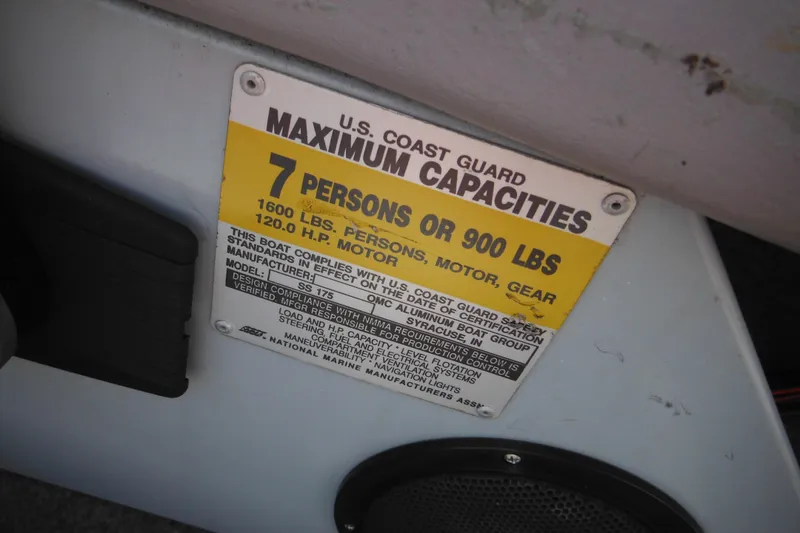 U.S. COAST GUARD
MAXIMUM CAPACITIES
7 PERSONS OR 900 LBS
1600 LBS. PERSONS, MOTOR, GEAR
120.0 H.P. MOTOR
THIS BOAT COMPLIES WITH U.S. COAST GUARD SAFETY
STANDARDS IN EFFECT ON THE DATE OF CERTIFICATION
MANUFACTURER: OMC ALUMINUM BOAT GROUP
MODEL: SS 175 SYRACUSE, IN
DESIGN COMPLIANCE WITH NMMA REQUIREMENTS BELOW IS
VERIFIED. MFGR RESPONSIBLE FOR PRODUCTION CONTROL
LOAD AND H.P. CAPACITY • LEVEL FLOTATION
STEERING, FUEL AND ELECTRICAL SYSTEMS
COMPARTMENT VENTILATION
MANEUVERABILITY • NAVIGATION LIGHTS
NATIONAL MARINE MANUFACTURERS ASSN